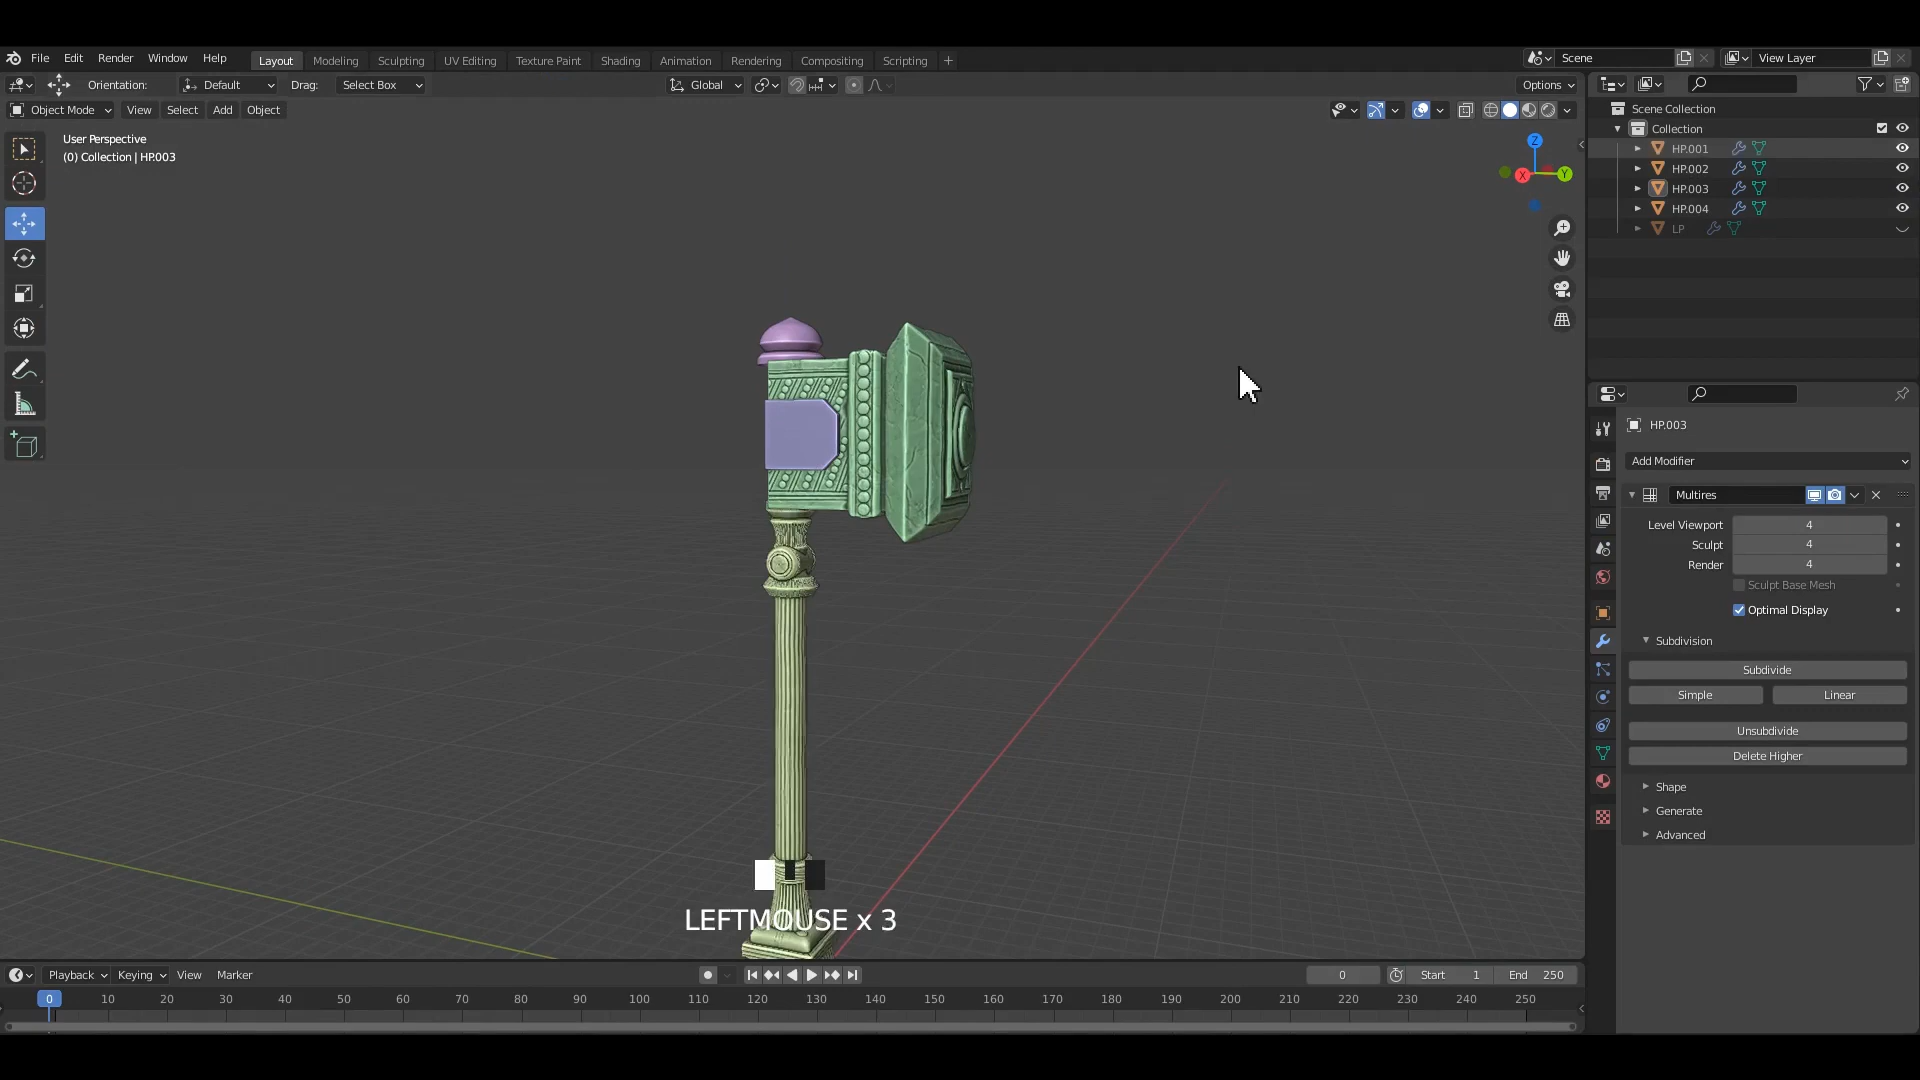 File Edit Render Window Help Layout Modeling Sculpting UV Editing Texture Paint Shading Animation Rendering Compositing Scripting + Scene View Layer
Orientation: Default Drag: Select Box Global Options
Object Mode View Select Add Object
User Perspective
(0) Collection | HP.003
Z
X
Y
Scene Collection
Collection
HP.001
HP.002
HP.003
HP.004
LP
HP.003
Add Modifier
Multires
Level Viewport 4
Sculpt 4
Render 4
Sculpt Base Mesh
Optimal Display
Subdivision
Subdivide
Simple Linear
Unsubdivide
Delete Higher
Shape
Generate
Advanced
LEFTMOUSE x 3
Playback Keying View Marker 0 Start 1 End 250
0 10 20 30 40 50 60 70 80 90 100 110 120 130 140 150 160 170 180 190 200 210 220 230 240 250